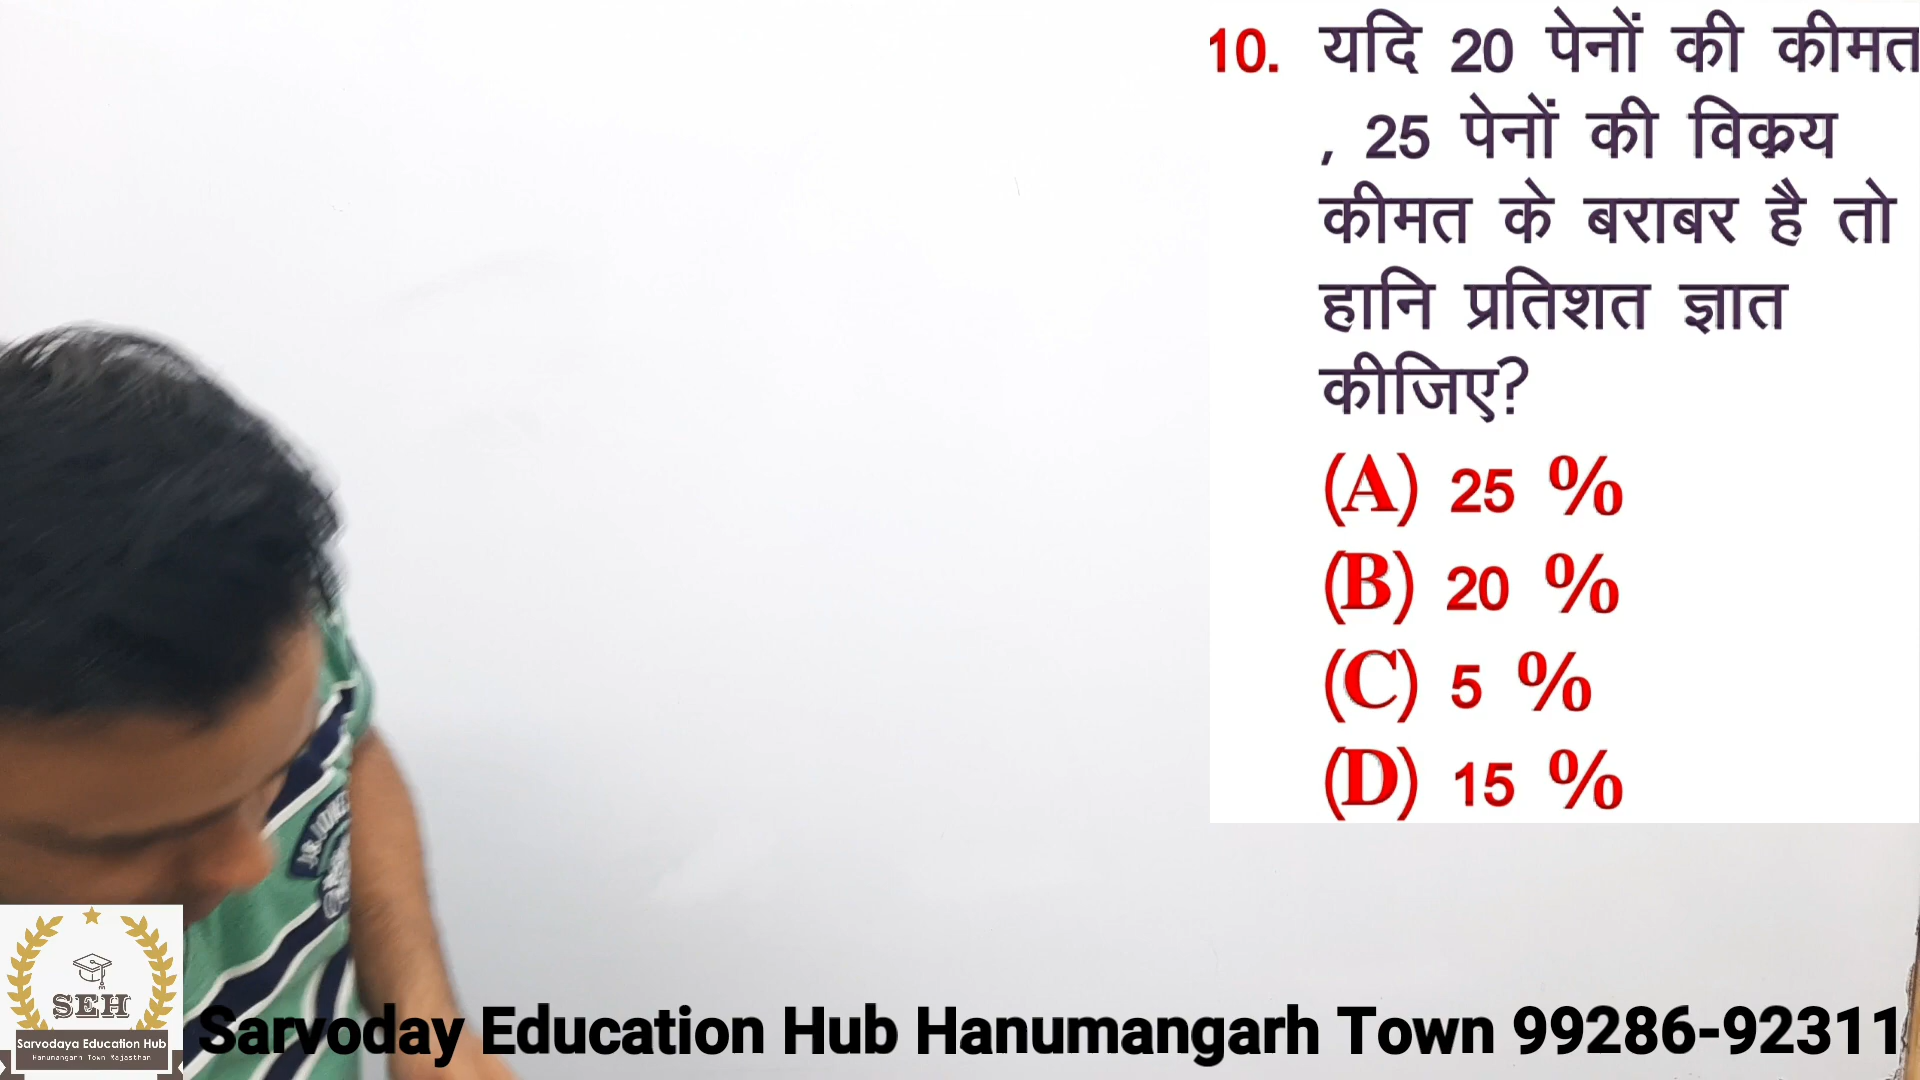 10. यदि 20 पेनों की कीमत
, 25 पेनों की विक्रय
कीमत के बराबर है तो
हानि प्रतिशत ज्ञात
कीजिए?
(A) 25 %
(B) 20 %
(C) 5 %
(D) 15 %
SEH
Sarvodaya Education Hub
Hanumangarh Town Rajasthan
Sarvoday Education Hub Hanumangarh Town 99286-92311